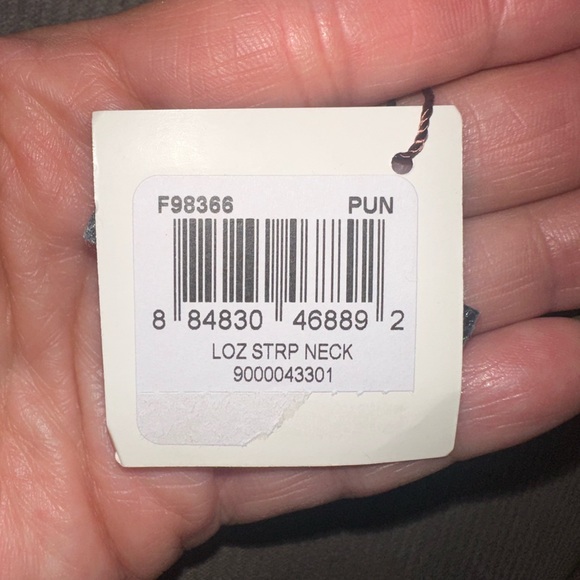 F98366 PUN
8 84830 46889 2
LOZ STRP NECK
9000043301